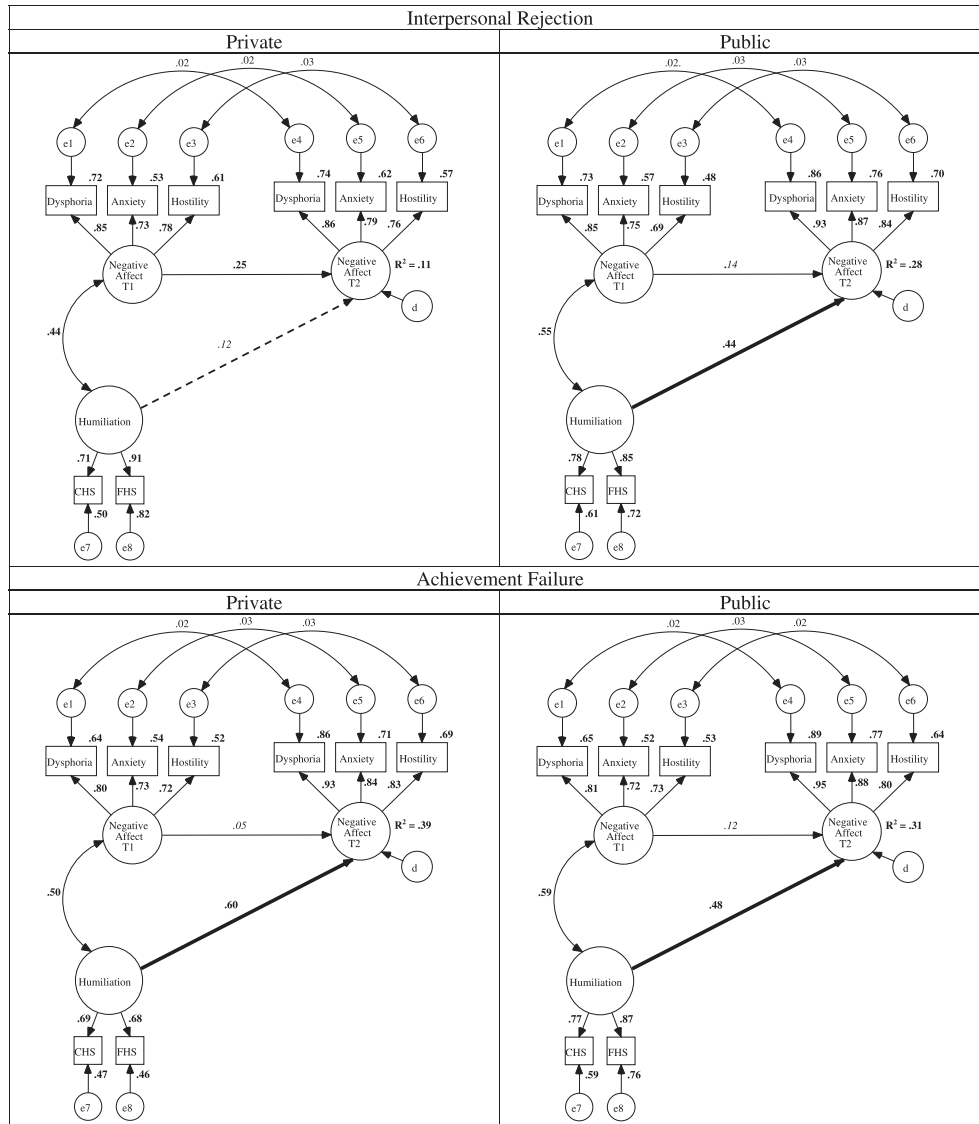 Interpersonal Rejection
Private
Public
.02
.02
.03
.02.
.03
.03
e1
e2
e3
e4
e5
e6
e1
e2
e3
e4
e5
e6
.72
.53
.61
.74
.62
.57
.73
.57
.48
.86
.76
.70
Dysphoria
Anxiety
Hostility
Dysphoria
Anxiety
Hostility
Dysphoria
Anxiety
Hostility
Dysphoria
Anxiety
Hostility
.85
.73
.78
.86
.79
.76
.85
.75
.69
.93
.87
.84
Negative
Affect
T1
.25
Negative
Affect
T2
R² = .11
d
Negative
Affect
T1
.14
Negative
Affect
T2
R² = .28
d
.44
.12
.55
.44
Humiliation
Humiliation
.71
.91
.78
.85
CHS
FHS
CHS
FHS
.50
.82
.61
.72
e7
e8
e7
e8
Achievement Failure
Private
Public
.02
.03
.03
.02
.03
.02
e1
e2
e3
e4
e5
e6
e1
e2
e3
e4
e5
e6
.64
.54
.52
.86
.71
.69
.65
.52
.53
.89
.77
.64
Dysphoria
Anxiety
Hostility
Dysphoria
Anxiety
Hostility
Dysphoria
Anxiety
Hostility
Dysphoria
Anxiety
Hostility
.80
.73
.72
.93
.84
.83
.81
.72
.73
.95
.88
.80
Negative
Affect
T1
.05
Negative
Affect
T2
R² = .39
d
Negative
Affect
T1
.12
Negative
Affect
T2
R² = .31
d
.50
.60
.59
.48
Humiliation
Humiliation
.69
.68
.77
.87
CHS
FHS
CHS
FHS
.47
.46
.59
.76
e7
e8
e7
e8